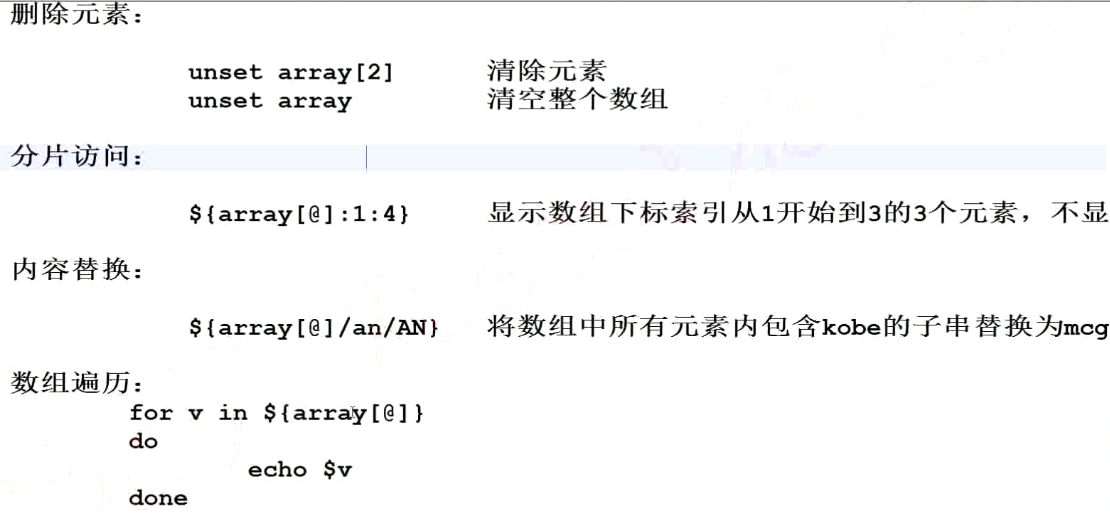 删除元素:
unset array[2] 清除元素
unset array 清空整个数组
分片访问:
${array[@]:1:4} 显示数组下标索引从1开始到3的3个元素，不显
内容替换:
${array[@]/an/AN} 将数组中所有元素内包含kobe的子串替换为mcg
数组遍历:
for v in ${array[@]}
do
echo $v
done